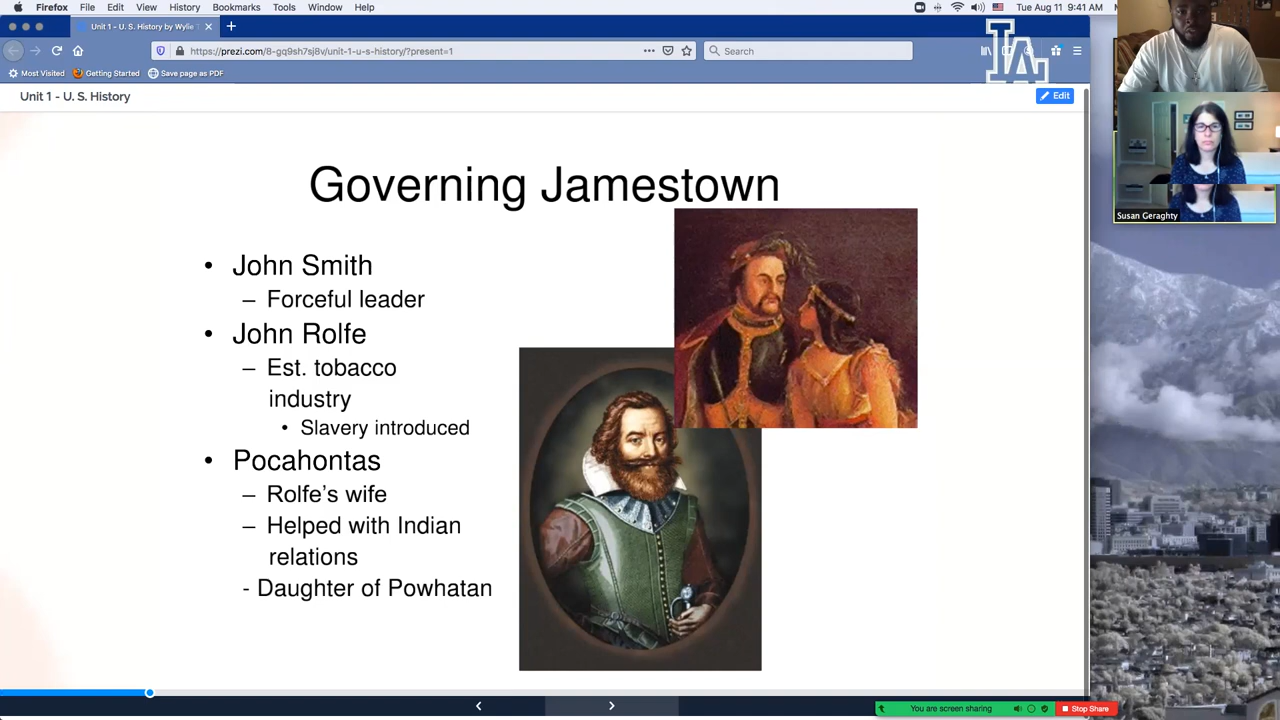 Firefox File Edit View History Bookmarks Tools Window Help
Tue Aug 11 9:41 AM
Unit 1 - U. S. History by Wylie
https://prezi.com/8-gq9sh7sj8v/unit-1-u-s-history/?present=1
Search
LA
Most Visited Getting Started Save page as PDF
Unit 1 - U. S. History
Edit
Governing Jamestown
• John Smith
– Forceful leader
• John Rolfe
– Est. tobacco
industry
• Slavery introduced
• Pocahontas
– Rolfe’s wife
– Helped with Indian
relations
- Daughter of Powhatan
Susan Geraghty
You are screen sharing
Stop Share